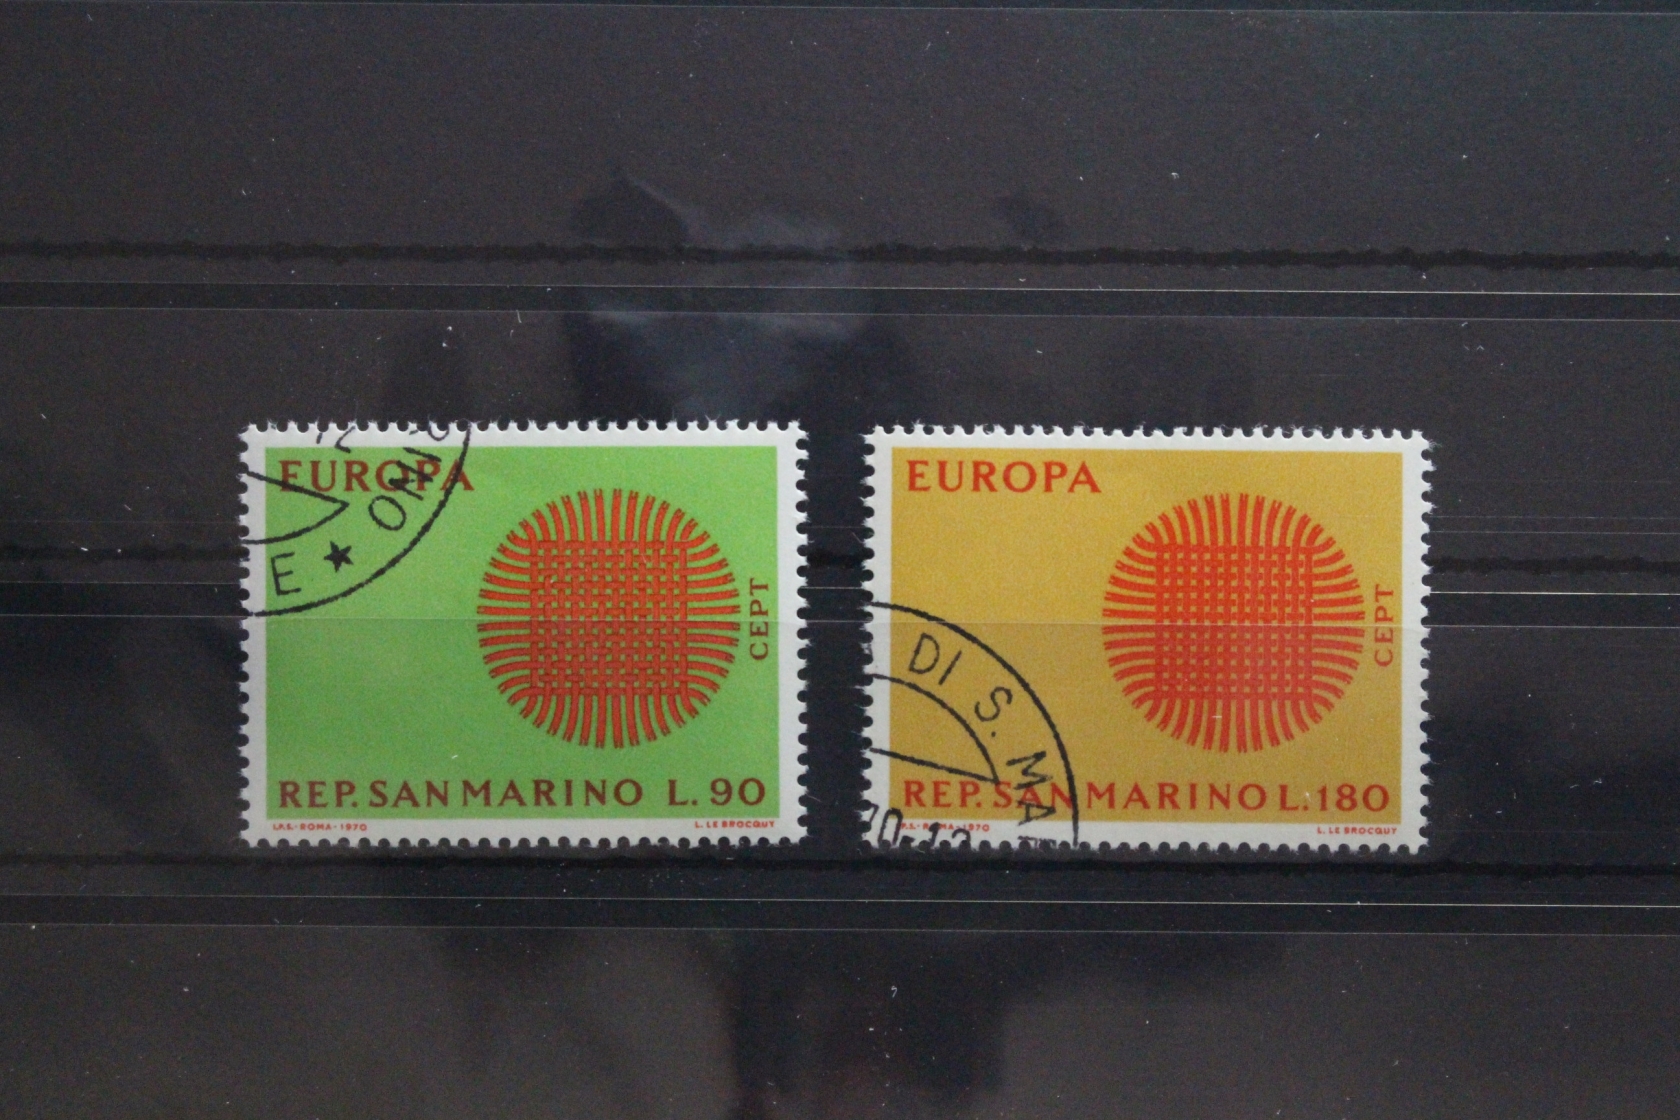 EUROPA
OMI
E ★
CEPT
REP. SAN MARINO L. 90
I.P.S.-ROMA-1970
L. LE BROCQUY
EUROPA
CEPT
DI S. MA
REP. SAN MARINO L. 180
P.S.-ROMA-1970
L. LE BROCQUY